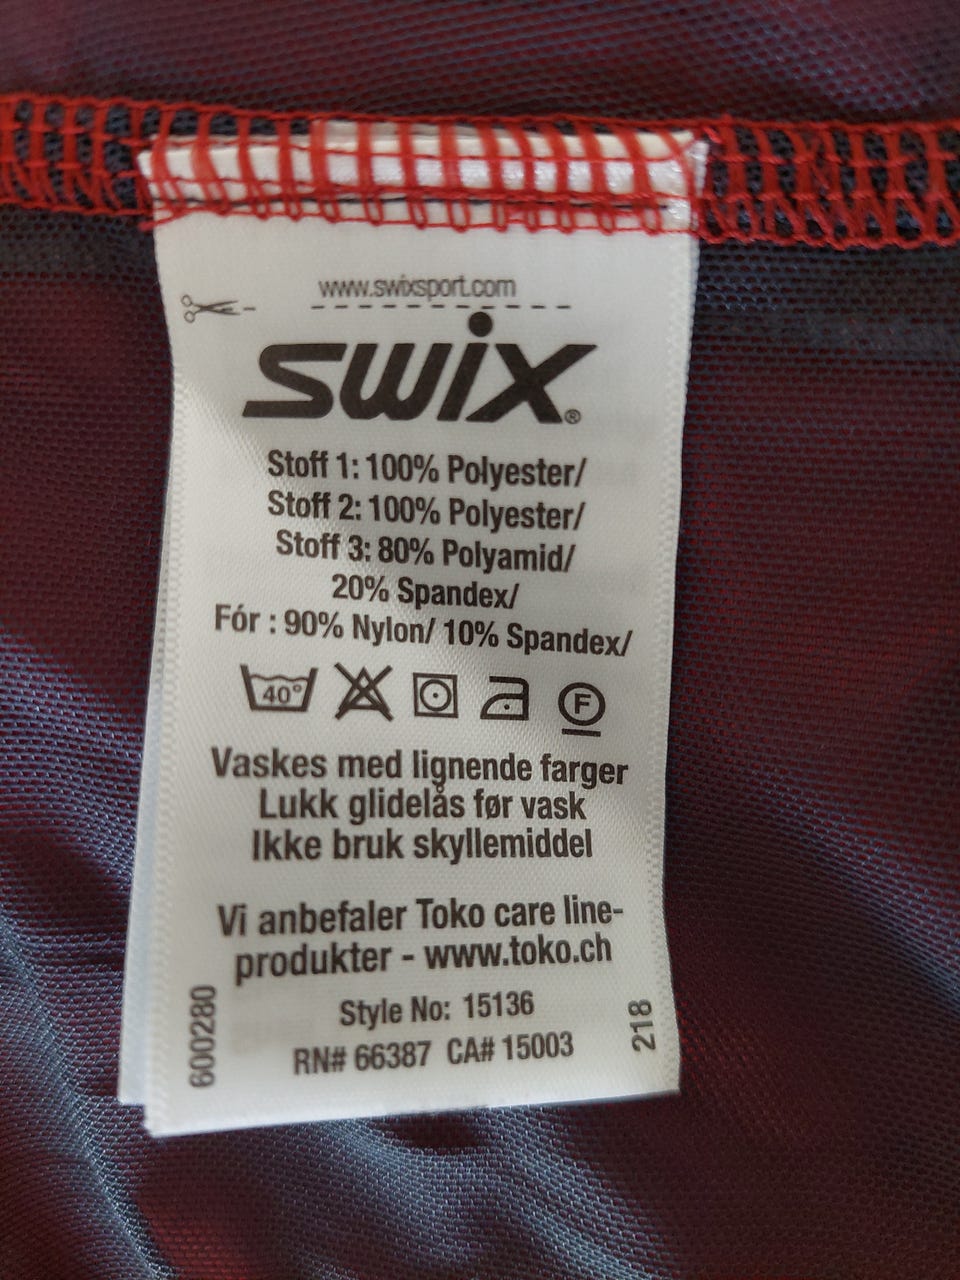 www.swixsport.com
swix®
Stoff 1: 100% Polyester/
Stoff 2: 100% Polyester/
Stoff 3: 80% Polyamid/
20% Spandex/
Fór : 90% Nylon/ 10% Spandex/
40° F
Vaskes med lignende farger
Lukk glidelås før vask
Ikke bruk skyllemiddel
Vi anbefaler Toko care line-
produkter - www.toko.ch
Style No: 15136
RN# 66387 CA# 15003
600280
218